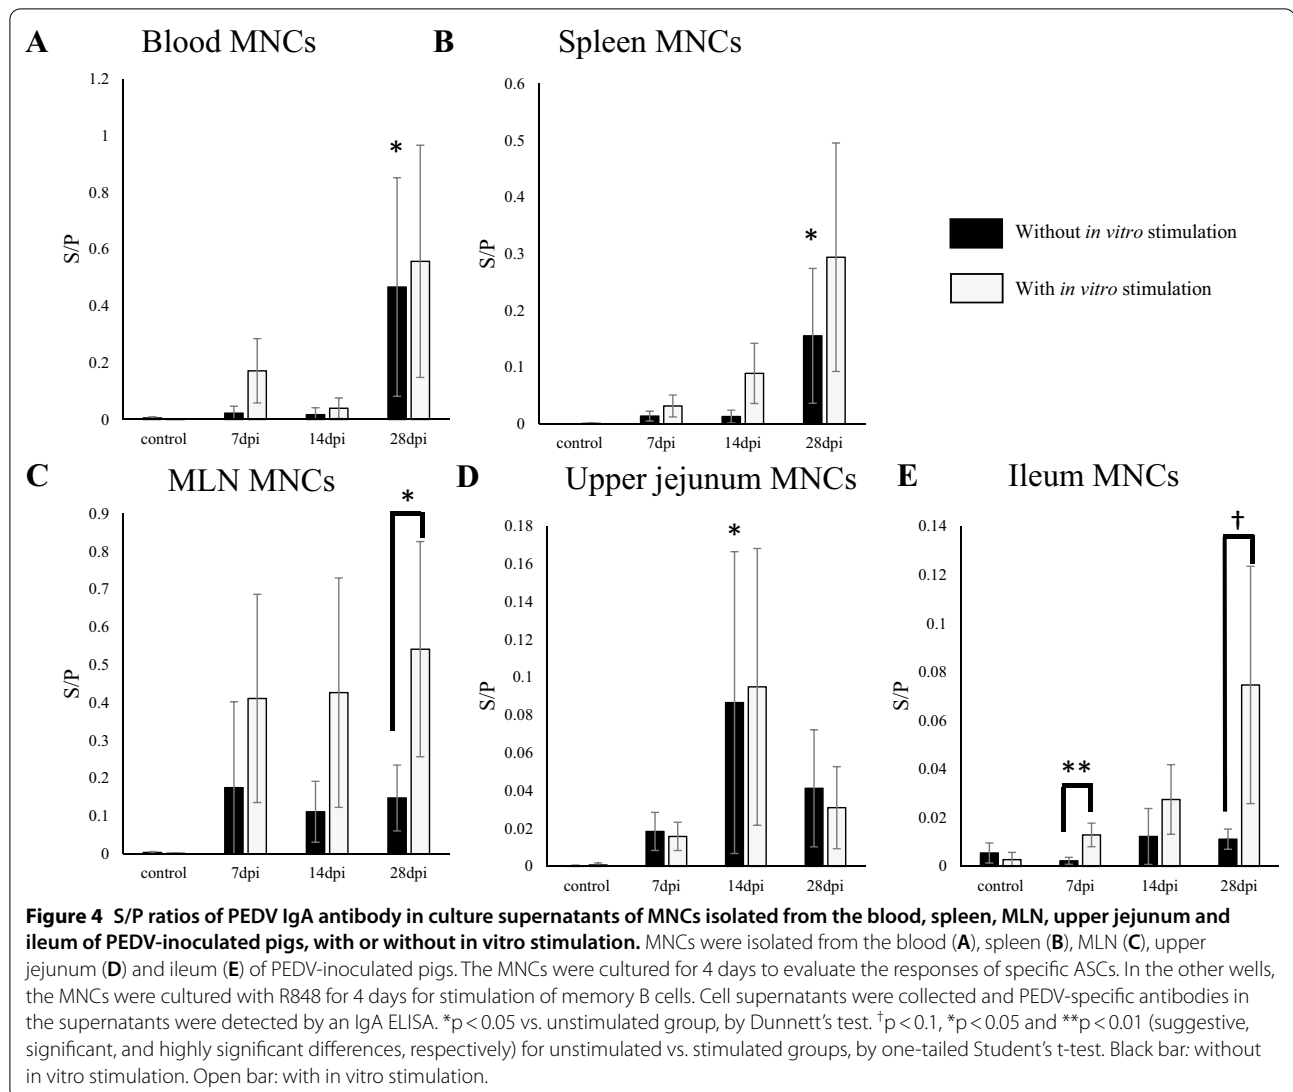 A Blood MNCs
S/P
1.2
1
0.8
0.6
0.4
0.2
0
*
control 7dpi 14dpi 28dpi
B Spleen MNCs
S/P
0.6
0.5
0.4
0.3
0.2
0.1
0
*
control 7dpi 14dpi 28dpi
Without in vitro stimulation
With in vitro stimulation
C MLN MNCs
S/P
0.9
0.8
0.7
0.6
0.5
0.4
0.3
0.2
0.1
0
*
control 7dpi 14dpi 28dpi
D Upper jejunum MNCs
S/P
0.18
0.16
0.14
0.12
0.1
0.08
0.06
0.04
0.02
0
*
control 7dpi 14dpi 28dpi
E Ileum MNCs
S/P
0.14
0.12
0.1
0.08
0.06
0.04
0.02
0
**
†
control 7dpi 14dpi 28dpi
Figure 4 S/P ratios of PEDV IgA antibody in culture supernatants of MNCs isolated from the blood, spleen, MLN, upper jejunum and
ileum of PEDV-inoculated pigs, with or without in vitro stimulation. MNCs were isolated from the blood (A), spleen (B), MLN (C), upper
jejunum (D) and ileum (E) of PEDV-inoculated pigs. The MNCs were cultured for 4 days to evaluate the responses of specific ASCs. In the other wells,
the MNCs were cultured with R848 for 4 days for stimulation of memory B cells. Cell supernatants were collected and PEDV-specific antibodies in
the supernatants were detected by an IgA ELISA. *p < 0.05 vs. unstimulated group, by Dunnett's test. †p < 0.1, *p < 0.05 and **p < 0.01 (suggestive,
significant, and highly significant differences, respectively) for unstimulated vs. stimulated groups, by one-tailed Student's t-test. Black bar: without
in vitro stimulation. Open bar: with in vitro stimulation.